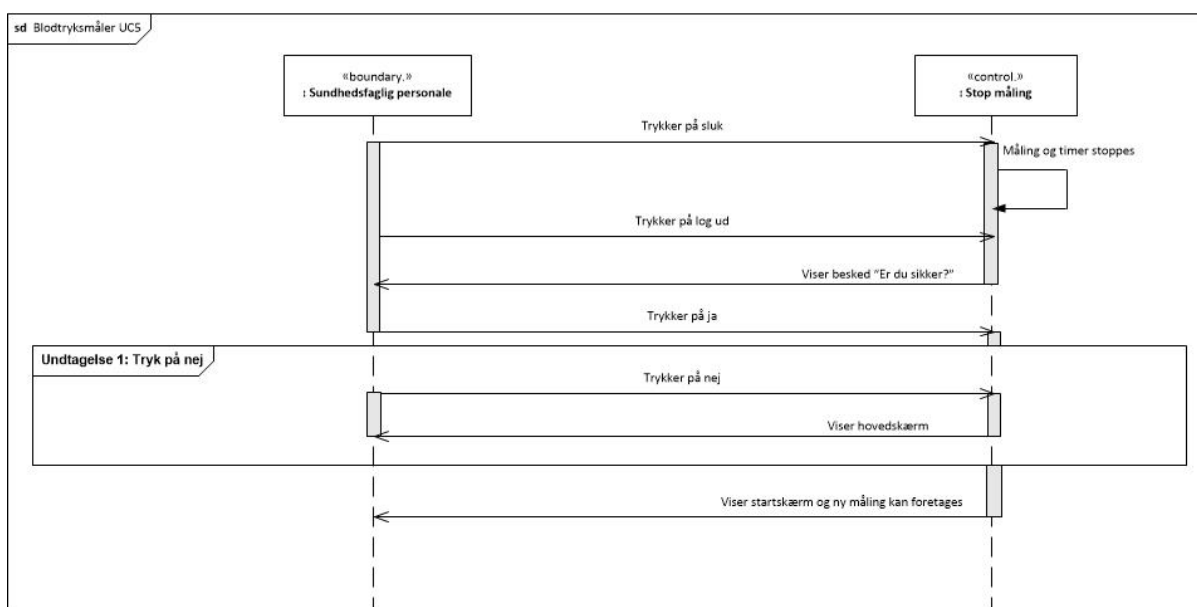 sd Blodtryksmåler UC5
«boundary.»
: Sundhedsfaglig personale
«control.»
: Stop måling
Trykker på sluk
Måling og timer stoppes
Trykker på log ud
Viser besked “Er du sikker?”
Trykker på ja
Undtagelse 1: Tryk på nej
Trykker på nej
Viser hovedskærm
Viser startskærm og ny måling kan foretages